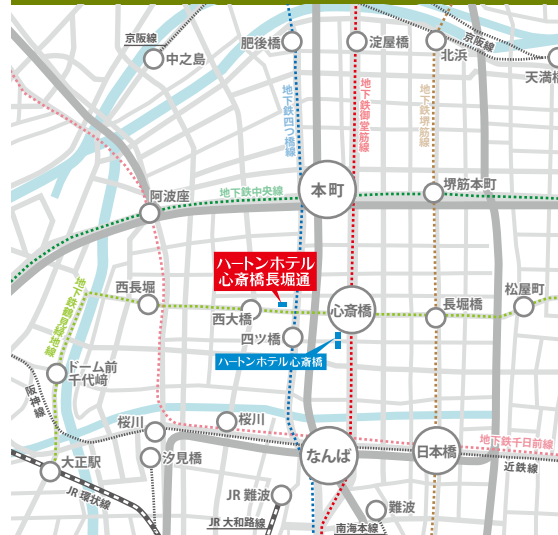 京阪線
中之島
肥後橋
淀屋橋
北浜
京阪線
天満橋
地下鉄四つ橋線
地下鉄御堂筋線
地下鉄堺筋線
本町
地下鉄中央線
堺筋本町
阿波座
ハートンホテル
心斎橋長堀通
西長堀
西大橋
心斎橋
長堀橋
松屋町
四ツ橋
ハートンホテル心斎橋
地下鉄鶴見緑地線
ドーム前
千代﨑
阪神線
桜川
桜川
汐見橋
なんば
日本橋
地下鉄千日前線
近鉄線
大正駅
JR 環状線
JR 難波
難波
JR 大和路線
南海本線